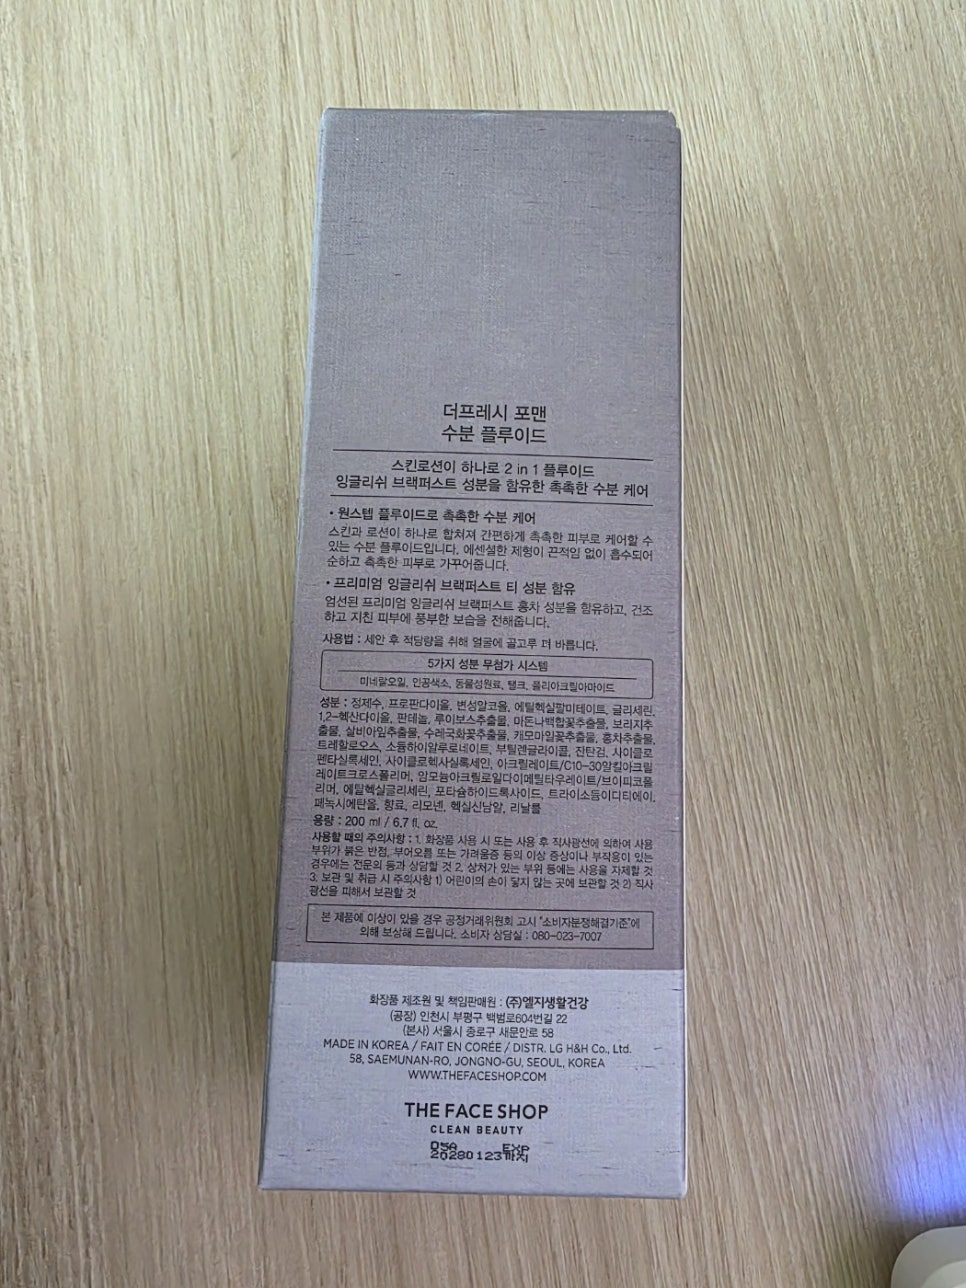 더프레시 포맨
수분 플루이드
스킨로션이 하나로 2 in 1 플루이드
잉글리쉬 브랙퍼스트 성분을 함유한 촉촉한 수분 케어
• 원스텝 플루이드로 촉촉한 수분 케어
스킨과 로션이 하나로 합쳐져 간편하게 촉촉한 피부로 케어할 수
있는 수분 플루이드입니다. 에센셜한 제형이 끈적임 없이 흡수되어
순하고 촉촉한 피부로 가꾸어줍니다.
• 프리미엄 잉글리쉬 브랙퍼스트 티 성분 함유
엄선된 프리미엄 잉글리쉬 브랙퍼스트 홍차 성분을 함유하고, 건조
하고 지친 피부에 풍부한 보습을 전해줍니다.
사용법 : 세안 후 적당량을 취해 얼굴에 골고루 펴 바릅니다.
5가지 성분 무첨가 시스템
미네랄오일, 인공색소, 동물성원료, 탤크, 폴리아크릴아마이드
성분 : 정제수, 프로판다이올, 변성알코올, 에틸헥실팔미테이트, 글리세린,
1,2-헥산다이올, 판테놀, 루이보스추출물, 마돈나백합꽃추출물, 보리지추
출물, 살비아잎추출물, 수레국화꽃추출물, 캐모마일꽃추출물, 홍차추출물,
트레할로오스, 소듐하이알루로네이트, 부틸렌글라이콜, 잔탄검, 사이클로
펜타실록세인, 사이클로헥사실록세인, 아크릴레이트/C10-30알킬아크릴
레이트크로스폴리머, 암모늄아크릴로일다이메틸타우레이트/브이피코폴
리머, 에틸헥실글리세린, 포타슘하이드록사이드, 트라이소듐이디티에이,
페녹시에탄올, 향료, 리모넨, 헥실신남알, 리날룰
용량 : 200 ml / 6.7 fl. oz.
사용할 때의 주의사항 : 1. 화장품 사용 시 또는 사용 후 직사광선에 의하여 사용
부위가 붉은 반점, 부어오름 또는 가려움증 등의 이상 증상이나 부작용이 있는
경우에는 전문의 등과 상담할 것 2. 상처가 있는 부위 등에는 사용을 자제할 것
3. 보관 및 취급 시 주의사항 1) 어린이의 손이 닿지 않는 곳에 보관할 것 2) 직사
광선을 피해서 보관할 것
본 제품에 이상이 있을 경우 공정거래위원회 고시 "소비자분쟁해결기준"에
의해 보상해 드립니다. 소비자 상담실 : 080-023-7007
화장품 제조원 및 책임판매원 : (주)엘지생활건강
(공장) 인천시 부평구 백범로604번길 22
(본사) 서울시 종로구 새문안로 58
MADE IN KOREA / FAIT EN CORÉE / DISTR. LG H&H Co., Ltd.
58, SAEMUNAN-RO, JONGNO-GU, SEOUL, KOREA
WWW.THEFACESHOP.COM
THE FACE SHOP
CLEAN BEAUTY
EXP
20280123까지